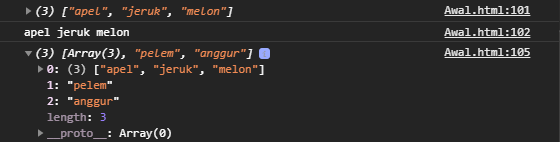 (3) ["apel", "jeruk", "melon"] Awal.html:101
apel jeruk melon Awal.html:102
(3) [Array(3), "pelem", "anggur"] i Awal.html:105
0: (3) ["apel", "jeruk", "melon"]
1: "pelem"
2: "anggur"
length: 3
__proto__: Array(0)